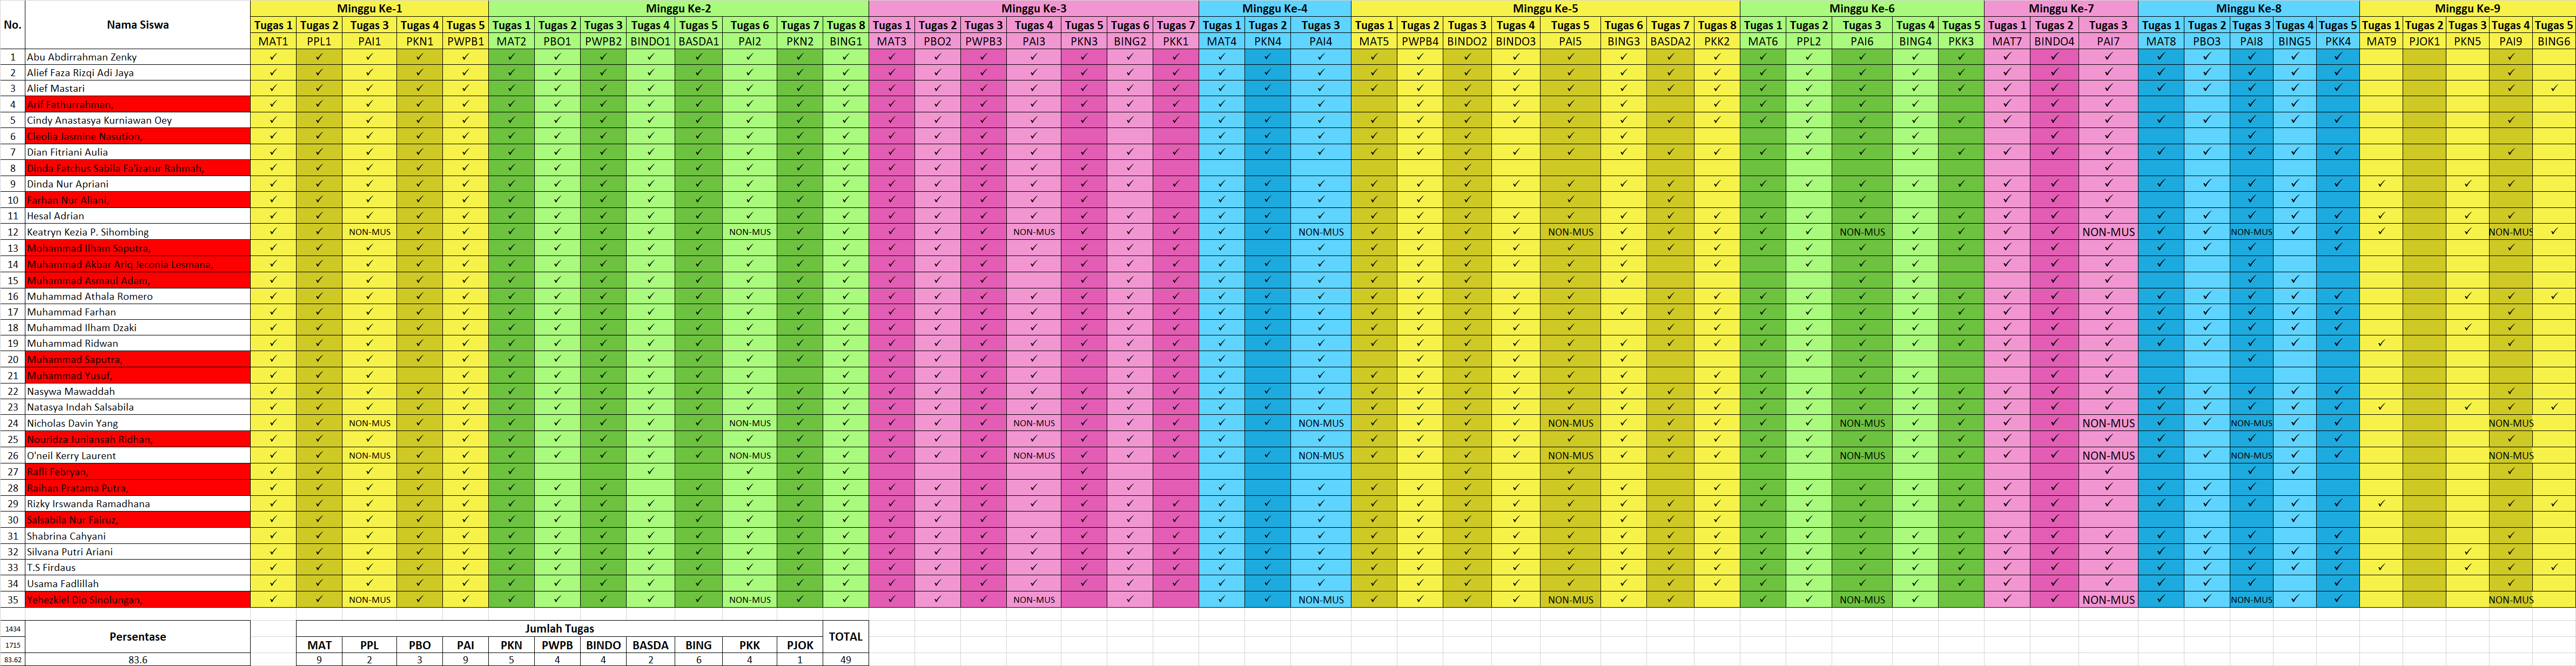 No. Nama Siswa Minggu Ke-1 Minggu Ke-2 Minggu Ke-3 Minggu Ke-4 Minggu Ke-5 Minggu Ke-6 Minggu Ke-7 Minggu Ke-8 Minggu Ke-9
Tugas 1 Tugas 2 Tugas 3 Tugas 4 Tugas 5 Tugas 1 Tugas 2 Tugas 3 Tugas 4 Tugas 5 Tugas 6 Tugas 7 Tugas 8 Tugas 1 Tugas 2 Tugas 3 Tugas 4 Tugas 5 Tugas 6 Tugas 7 Tugas 1 Tugas 2 Tugas 3 Tugas 1 Tugas 2 Tugas 3 Tugas 4 Tugas 5 Tugas 6 Tugas 7 Tugas 8 Tugas 1 Tugas 2 Tugas 3 Tugas 4 Tugas 5 Tugas 1 Tugas 2 Tugas 3 Tugas 1 Tugas 2 Tugas 3 Tugas 4 Tugas 5 Tugas 1 Tugas 2 Tugas 3 Tugas 4 Tugas 5
MAT1 PPL1 PAI1 PKN1 PWPB1 MAT2 PBO1 PWPB2 BINDO1 BASDA1 PAI2 PKN2 BING1 MAT3 PBO2 PWPB3 PAI3 PKN3 BING2 PKK1 MAT4 PKN4 PAI4 MAT5 PWPB4 BINDO2 BINDO3 PAI5 BING3 BASDA2 PKK2 MAT6 PPL2 PAI6 BING4 PKK3 MAT7 BINDO4 PAI7 MAT8 PBO3 PAI8 BING5 PKK4 MAT9 PJOK1 PKN5 PAI9 BING6
1 Abu Abdirrahman Zenky
2 Alief Faza Rizqi Adi Jaya
3 Alief Mastari
4 Arif Fathurrahman,
5 Cindy Anastasya Kurniawan Oey
6 Cleolia Jasmine Nasution,
7 Dian Fitriani Aulia
8 Dinda Fatchus Sabila Fa'izatur Rahmah,
9 Dinda Nur Apriani
10 Farhan Nur Aliani,
11 Hesal Adrian
12 Keatryn Kezia P. Sihombing NON-MUS NON-MUS NON-MUS NON-MUS NON-MUS NON-MUS NON-MUS NON-MUS NON-MUS
13 Mohammad Ilham Saputra,
14 Muhammad Akbar Ariq Jeconia Lesmana,
15 Muhammad Asmaul Adam,
16 Muhammad Athala Romero
17 Muhammad Farhan
18 Muhammad Ilham Dzaki
19 Muhammad Ridwan
20 Muhammad Saputra,
21 Muhammad Yusuf,
22 Nasywa Mawaddah
23 Natasya Indah Salsabila
24 Nicholas Davin Yang NON-MUS NON-MUS NON-MUS NON-MUS NON-MUS NON-MUS NON-MUS NON-MUS NON-MUS
25 Nouridza Juniansah Ridhan,
26 O'neil Kerry Laurent NON-MUS NON-MUS NON-MUS NON-MUS NON-MUS NON-MUS NON-MUS NON-MUS NON-MUS
27 Rafli Febryan,
28 Raihan Pratama Putra,
29 Rizky Irswanda Ramadhana
30 Salsabila Nur Fairuz,
31 Shabrina Cahyani
32 Silvana Putri Ariani
33 T.S Firdaus
34 Usama Fadlillah
35 Yehezkiel Dio Sinolungan, NON-MUS NON-MUS NON-MUS NON-MUS NON-MUS NON-MUS NON-MUS NON-MUS NON-MUS
1434 Persentase Jumlah Tugas TOTAL
1715 MAT PPL PBO PAI PKN PWPB BINDO BASDA BING PKK PJOK
83.62 83.6 9 2 3 9 5 4 4 2 6 4 1 49